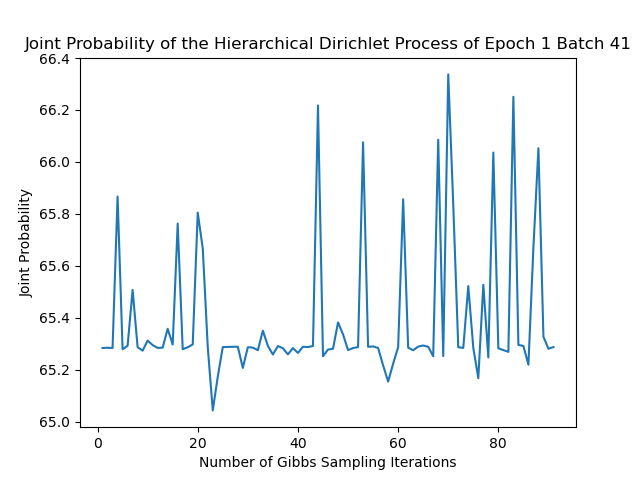 Joint Probability of the Hierarchical Dirichlet Process of Epoch 1 Batch 41
66.4
66.2
66.0
65.8
65.6
65.4
65.2
65.0
Joint Probability
0 20 40 60 80
Number of Gibbs Sampling Iterations